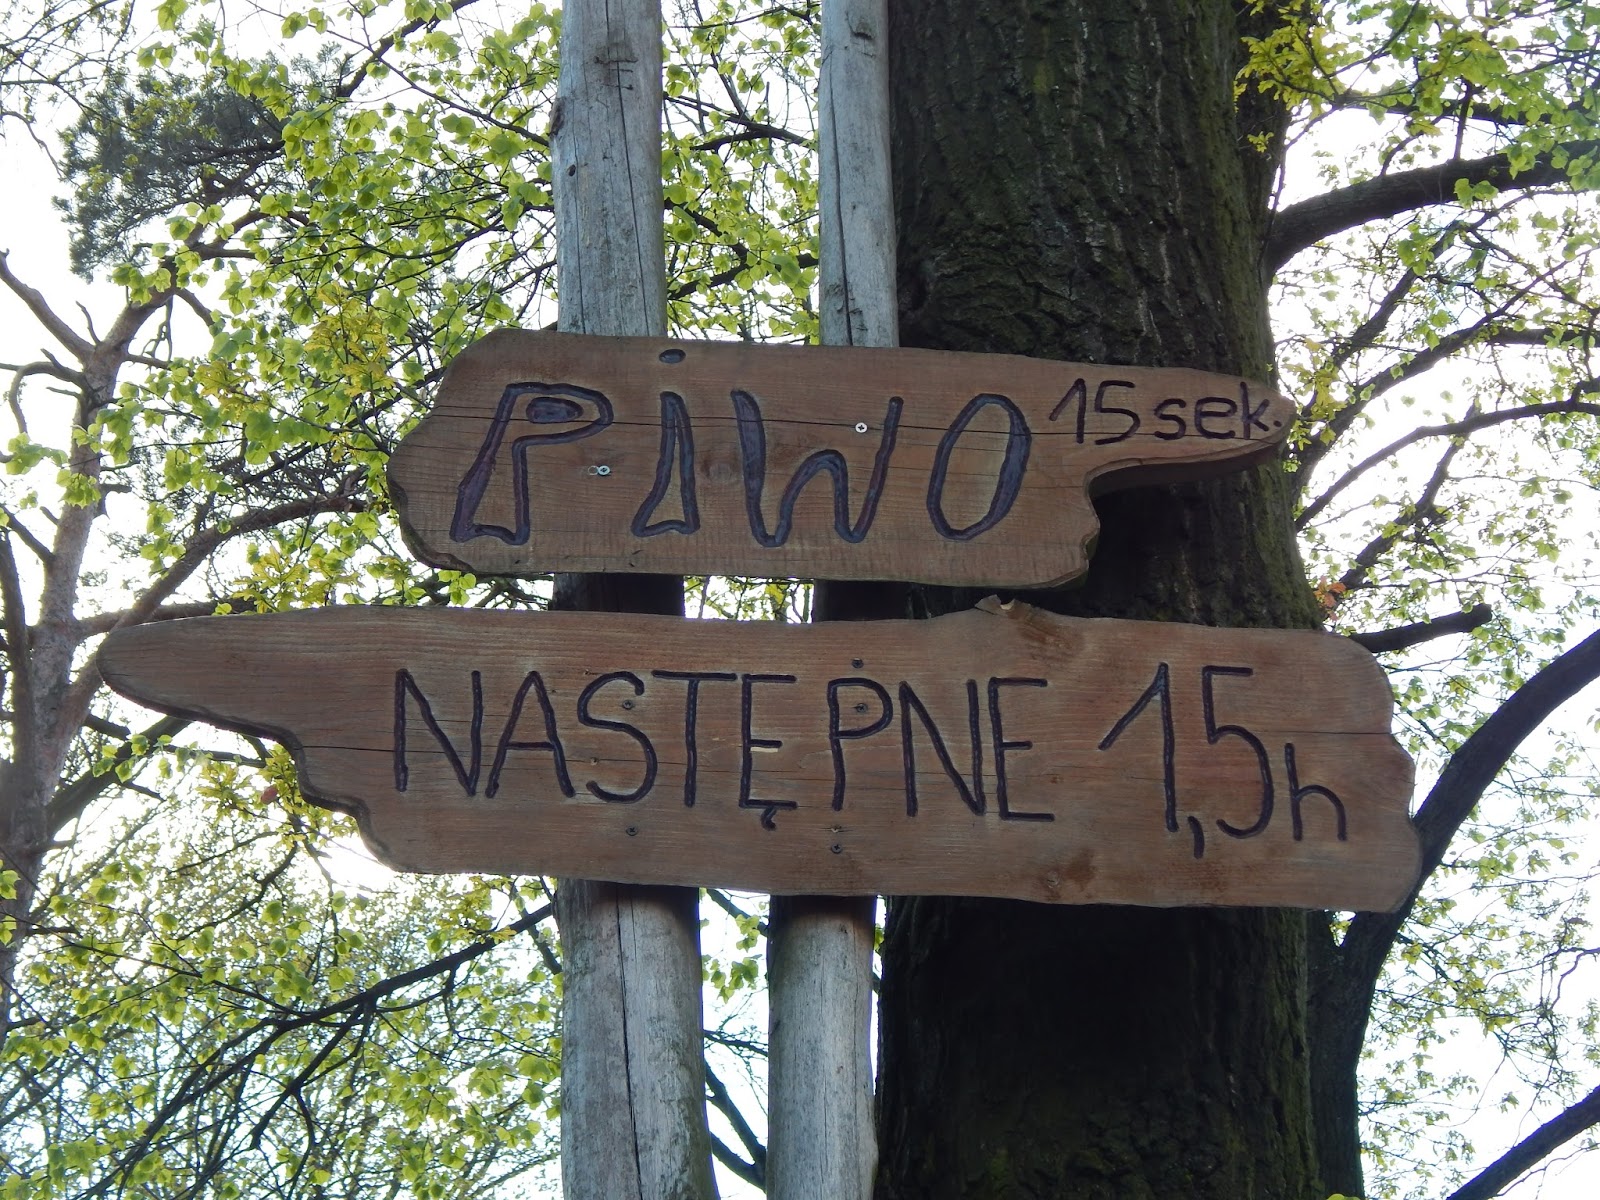 PIWO 15 sek.
NASTĘPNE 1,5h